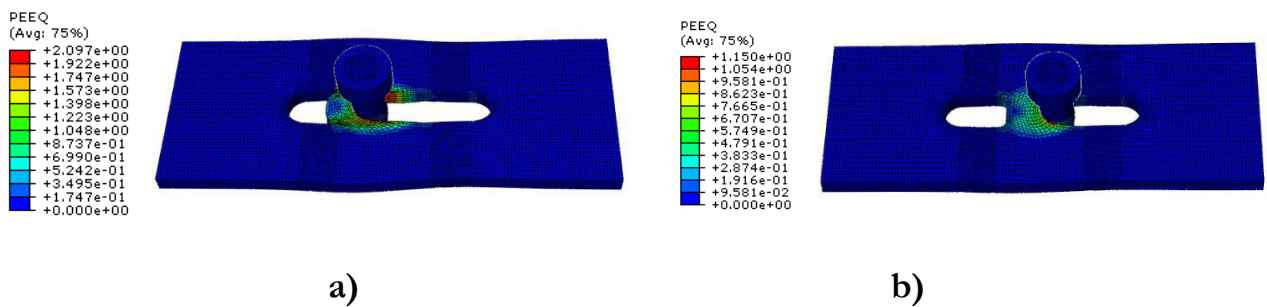 PEEQ
(Avg: 75%)
+2.097e+00
+1.922e+00
+1.747e+00
+1.573e+00
+1.398e+00
+1.223e+00
+1.048e+00
+8.737e-01
+6.990e-01
+5.242e-01
+3.495e-01
+1.747e-01
+0.000e+00
PEEQ
(Avg: 75%)
+1.150e+00
+1.054e+00
+9.581e-01
+8.623e-01
+7.665e-01
+6.707e-01
+5.749e-01
+4.791e-01
+3.833e-01
+2.874e-01
+1.916e-01
+9.581e-02
+0.000e+00
a)
b)